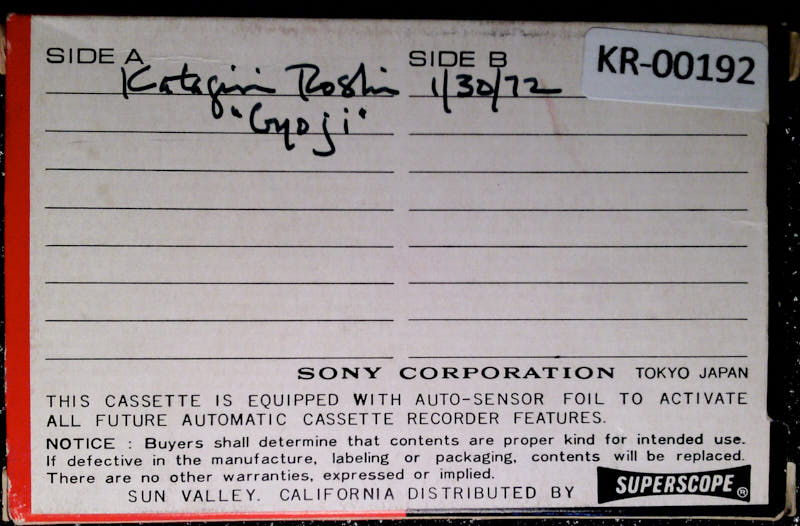 SIDE A
Katagiri Roshi
"Gyoji"
SIDE B
1/30/72
KR-00192
SONY CORPORATION TOKYO JAPAN
THIS CASSETTE IS EQUIPPED WITH AUTO-SENSOR FOIL TO ACTIVATE
ALL FUTURE AUTOMATIC CASSETTE RECORDER FEATURES.
NOTICE : Buyers shall determine that contents are proper kind for intended use.
If defective in the manufacture, labeling or packaging, contents will be replaced.
There are no other warranties, expressed or implied.
SUN VALLEY. CALIFORNIA DISTRIBUTED BY SUPERSCOPE®